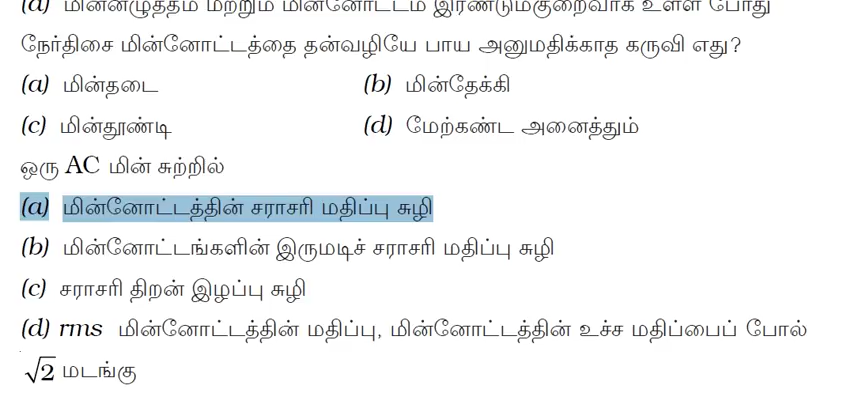 (d) மின்னழுத்தம் மற்றும் மின்னோட்டம் இரண்டும்குறைவாக உள்ள போது
நேர்திசை மின்னோட்டத்தை தன்வழியே பாய அனுமதிக்காத கருவி எது?
(a) மின்தடை (b) மின்தேக்கி
(c) மின்தூண்டி (d) மேற்கண்ட அனைத்தும்
ஒரு AC மின் சுற்றில்
(a) மின்னோட்டத்தின் சராசரி மதிப்பு சுழி
(b) மின்னோட்டங்களின் இருமடிச் சராசரி மதிப்பு சுழி
(c) சராசரி திறன் இழப்பு சுழி
(d) rms மின்னோட்டத்தின் மதிப்பு, மின்னோட்டத்தின் உச்ச மதிப்பைப் போல்
√2 மடங்கு